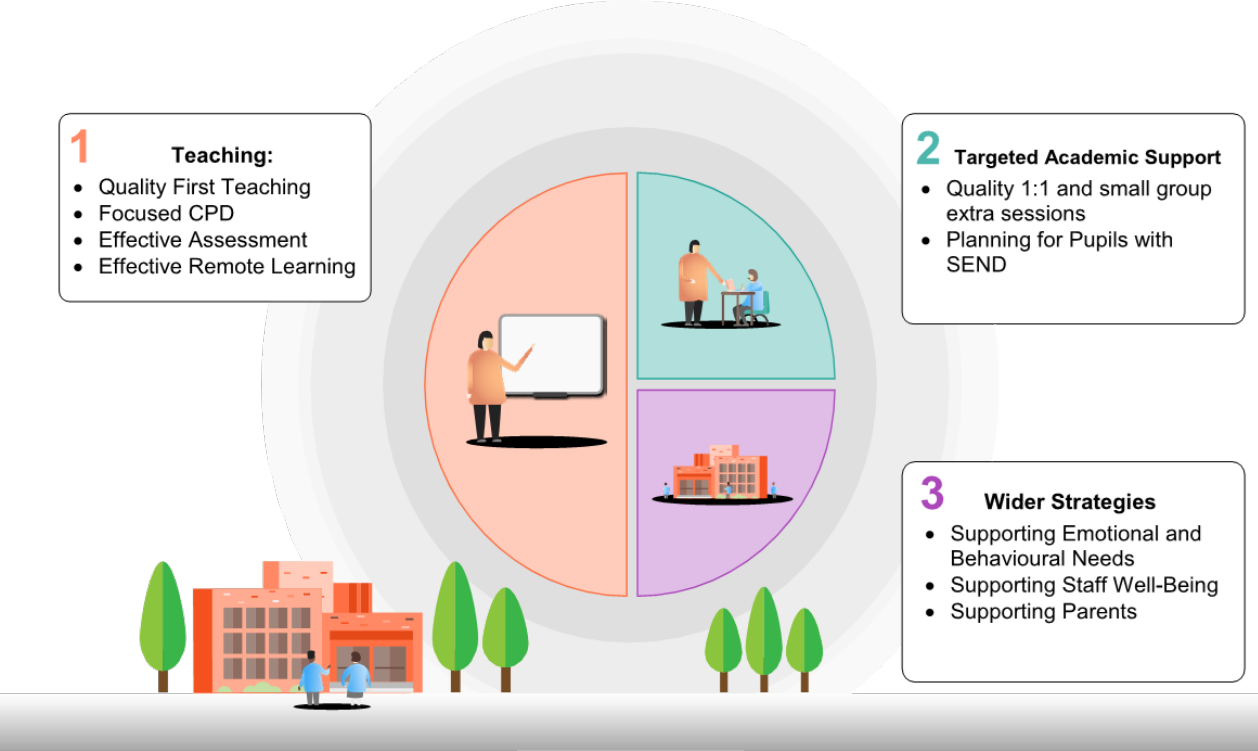 1
Teaching:
• Quality First Teaching
• Focused CPD
• Effective Assessment
• Effective Remote Learning
2
Targeted Academic Support
• Quality 1:1 and small group
extra sessions
• Planning for Pupils with
SEND
3
Wider Strategies
• Supporting Emotional and
Behavioural Needs
• Supporting Staff Well-Being
• Supporting Parents